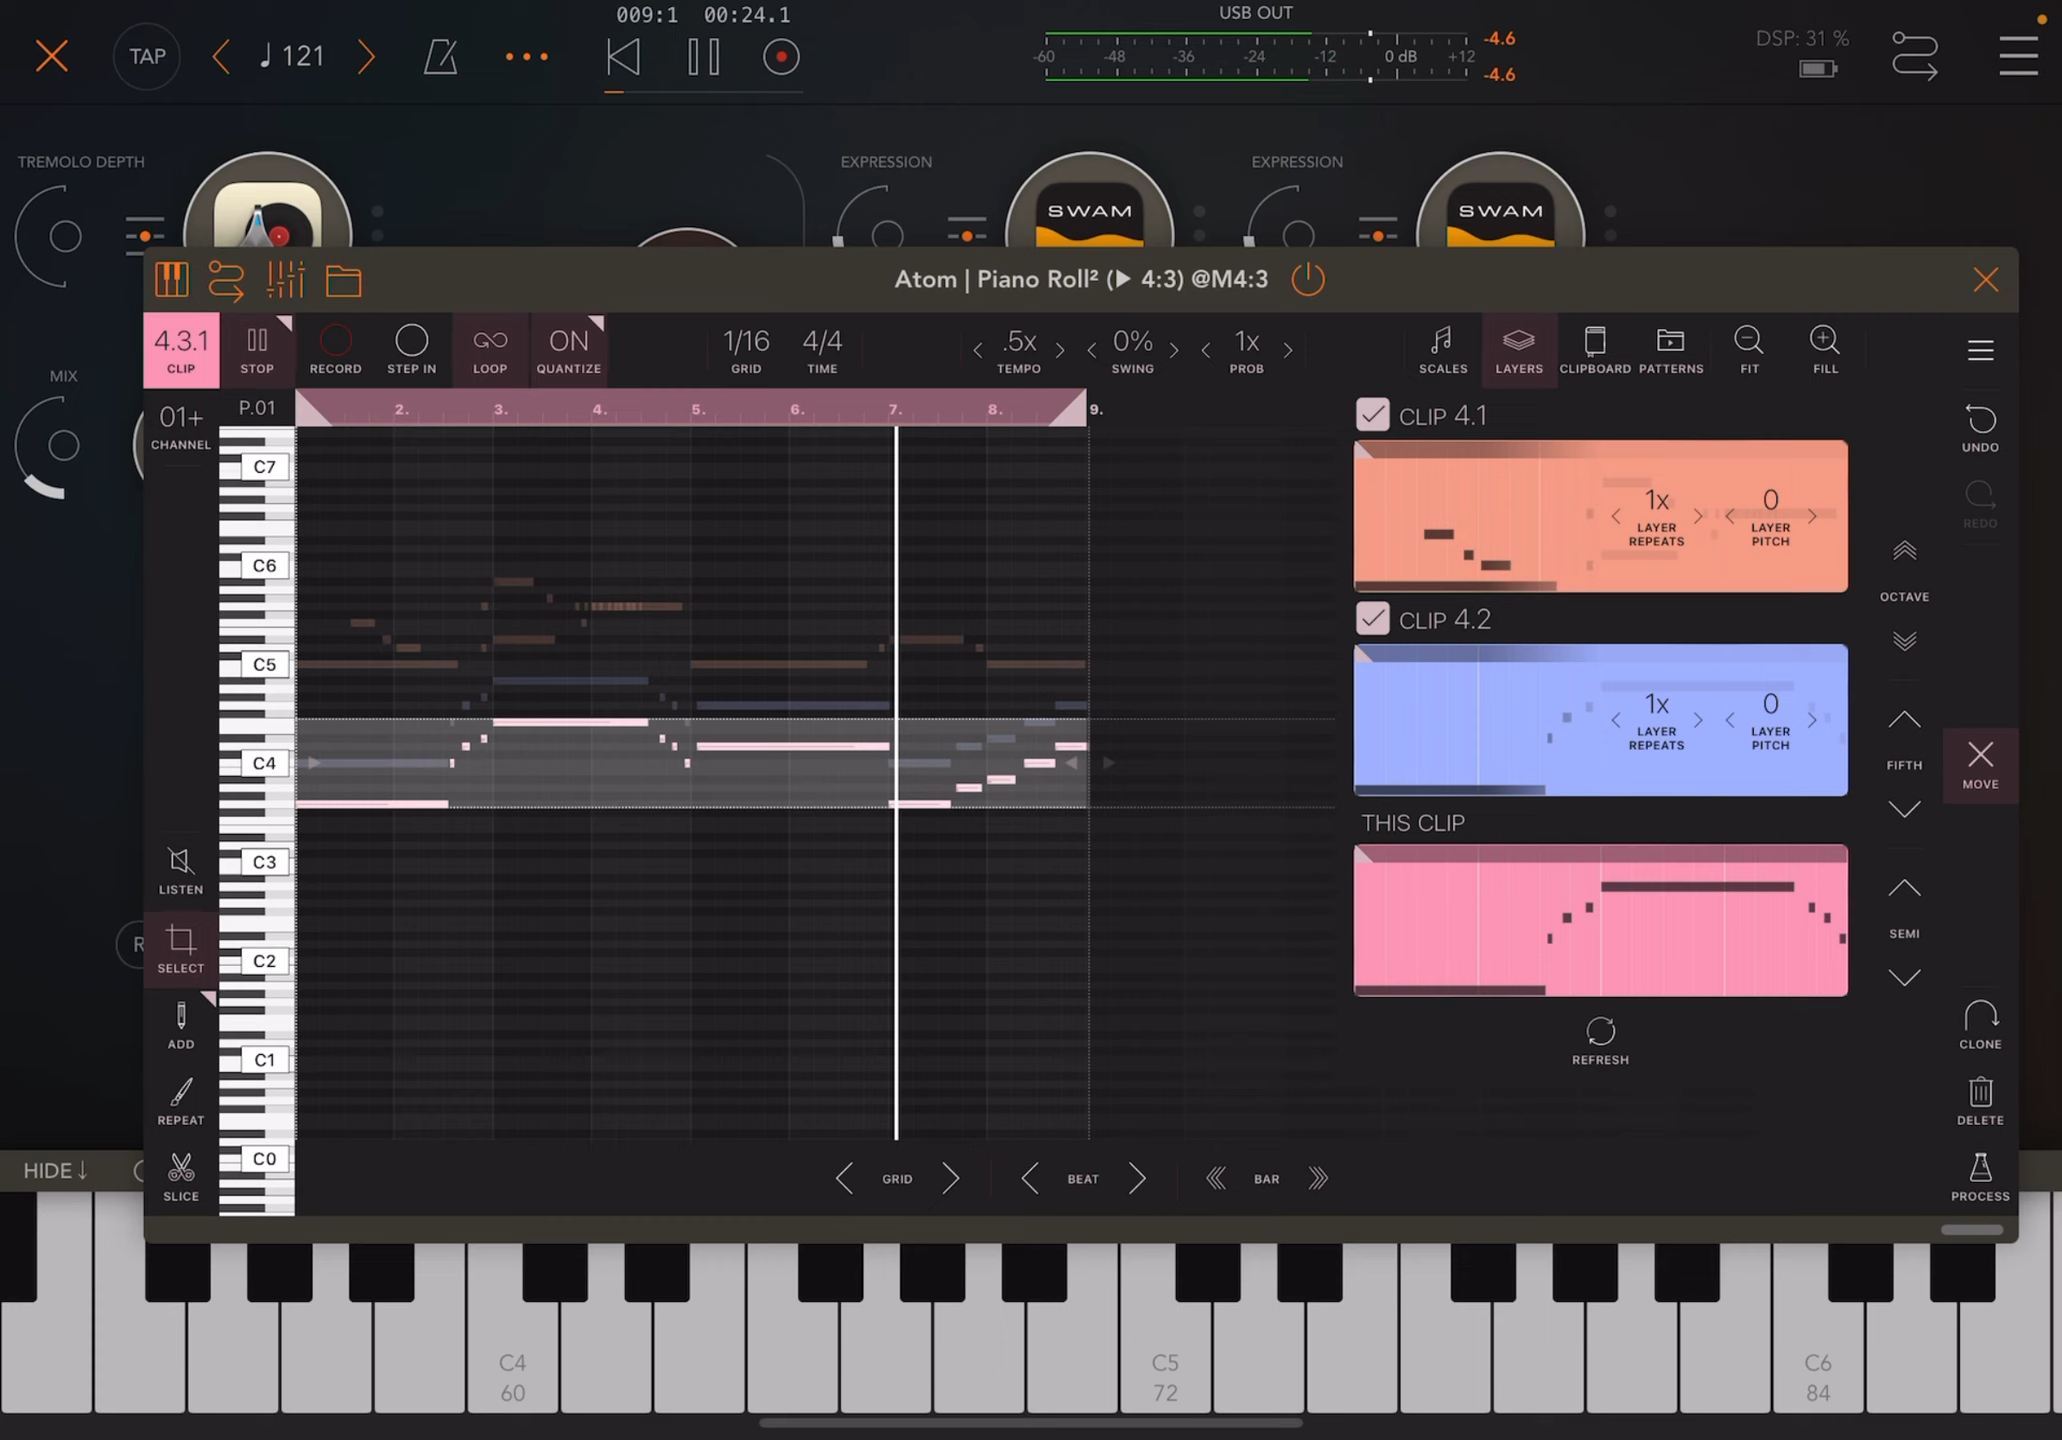 009:1 00:24.1
USB OUT
TAP
121
-60 -48 -36 -24 -12 0 dB +12
-4.6
-4.6
DSP: 31 %
TREMOLO DEPTH
EXPRESSION
EXPRESSION
SWAM
SWAM
MIX
Atom | Piano Roll² (▶ 4:3) @M4:3
4.3.1
CLIP
STOP
RECORD
STEP IN
LOOP
ON
QUANTIZE
1/16
GRID
4/4
TIME
.5x
TEMPO
0%
SWING
1x
PROB
SCALES
LAYERS
CLIPBOARD
PATTERNS
FIT
FILL
01+
CHANNEL
P.01
2. 3. 4. 5. 6. 7. 8. 9.
C7
C6
C5
C4
C3
C2
C1
C0
CLIP 4.1
1x
LAYER
REPEATS
0
LAYER
PITCH
CLIP 4.2
1x
LAYER
REPEATS
0
LAYER
PITCH
THIS CLIP
REFRESH
UNDO
REDO
OCTAVE
FIFTH
MOVE
SEMI
CLONE
DELETE
PROCESS
LISTEN
SELECT
ADD
REPEAT
SLICE
R
HIDE↓
GRID
BEAT
BAR
C4
60
C5
72
C6
84